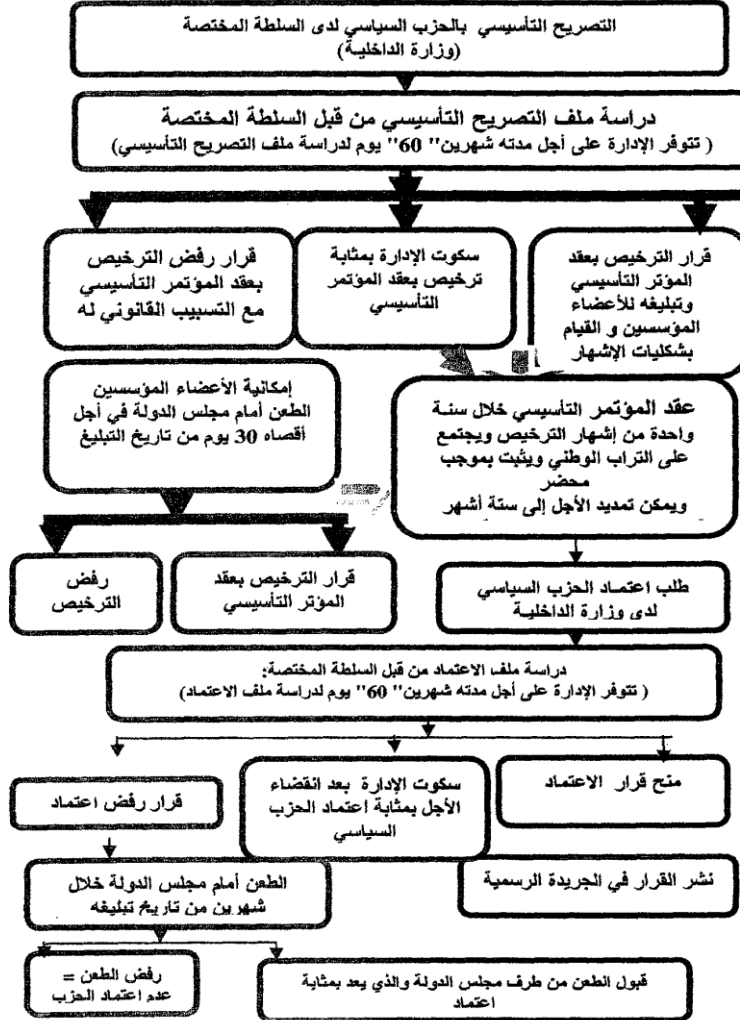 التصريح التأسيسي بالحزب السياسي لدى السلطة المختصة
(وزارة الداخلية)
دراسة ملف التصريح التأسيسي من قبل السلطة المختصة
( تتوفر الإدارة على أجل مدته شهرين" 60" يوم لدراسة ملف التصريح التأسيسي)
قرار الترخيص بعقد
المؤتر التأسيسي
وتبليغه للأعضاء
المؤسسين و القيام
بشكليات الإشهار
سكوت الإدارة بمثابة
ترخيص بعقد المؤتمر
التأسيسي
قرار رفض الترخيص
بعقد المؤتمر التأسيسي
مع التسبيب القانوني له
إمكانية الأعضاء المؤسسين
الطعن أمام مجلس الدولة في أجل
أقصاه 30 يوم من تاريخ التبليغ
عقد المؤتمر التأسيسي خلال سنة
واحدة من إشهار الترخيص ويجتمع
على التراب الوطني ويثبت بموجب
محضر
ويمكن تمديد الأجل إلى ستة أشهر
قرار الترخيص بعقد
المؤتر التأسيسي
رفض
الترخيص
طلب اعتماد الحزب السياسي
لدى وزارة الداخلية
دراسة ملف الاعتماد من قبل السلطة المختصة:
( تتوفر الإدارة على أجل مدته شهرين" 60" يوم لدراسة ملف الاعتماد)
منح قرار الاعتماد
سكوت الإدارة بعد انقضاء
الأجل بمثابة اعتماد الحزب
السياسي
قرار رفض اعتماد
نشر القرار في الجريدة الرسمية
الطعن أمام مجلس الدولة خلال
شهرين من تاريخ تبليغه
قبول الطعن من طرف مجلس الدولة والذي يعد بمثابة
اعتماد
رفض الطعن =
عدم اعتماد الحزب